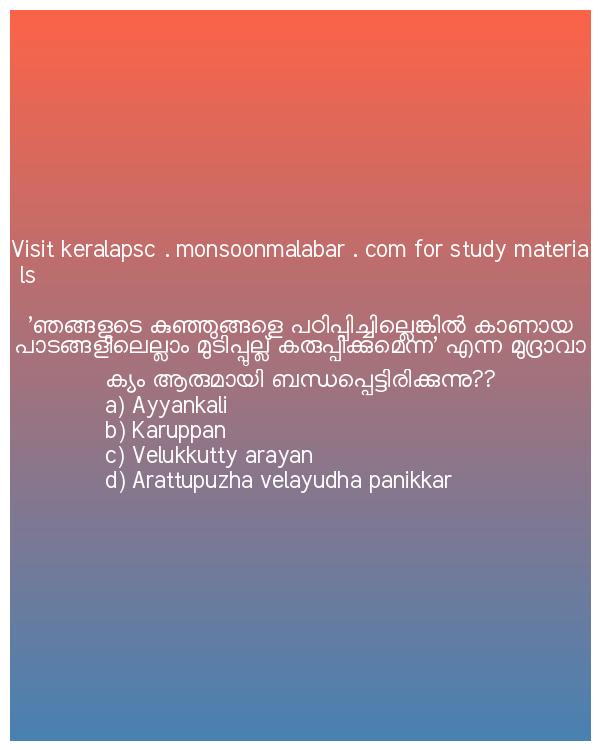 Visit keralapsc . monsoonmalabar . com for study materia
ls
'ഞങ്ങളുടെ കുഞ്ഞുങ്ങളെ പഠിപ്പിച്ചില്ലെങ്കിൽ കാണായ
പാടങ്ങളിലെല്ലാം മുടിപ്പുല്ല് കരുപ്പിക്കുമെന്ന' എന്ന മുദ്രാവാ
ക്യം ആരുമായി ബന്ധപ്പെട്ടിരിക്കുന്നു??
a) Ayyankali
b) Karuppan
c) Velukkutty arayan
d) Arattupuzha velayudha panikkar